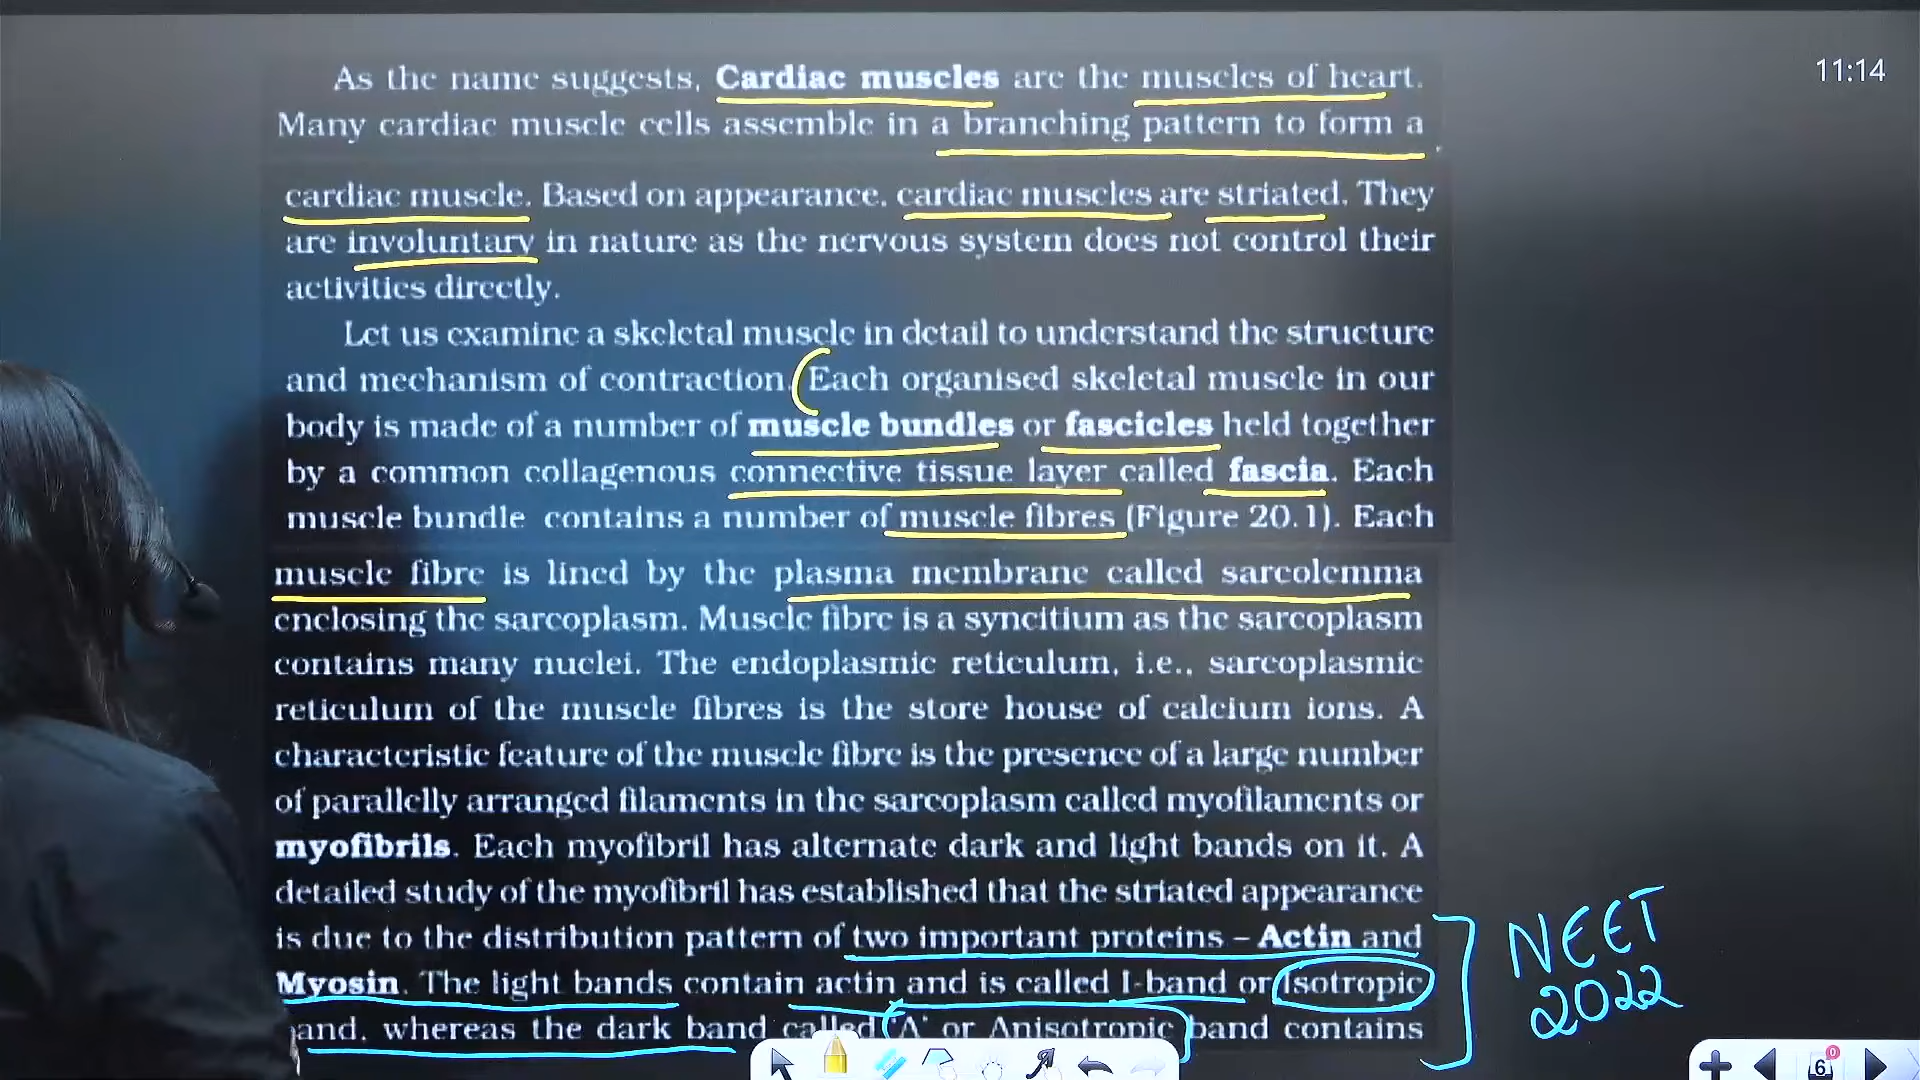 11:14
As the name suggests, Cardiac muscles are the muscles of heart.
Many cardiac muscle cells assemble in a branching pattern to form a
cardiac muscle. Based on appearance, cardiac muscles are striated. They
are involuntary in nature as the nervous system does not control their
activities directly.
Let us examine a skeletal muscle in detail to understand the structure
and mechanism of contraction. Each organised skeletal muscle in our
body is made of a number of muscle bundles or fascicles held together
by a common collagenous connective tissue layer called fascia. Each
muscle bundle contains a number of muscle fibres (Figure 20.1). Each
muscle fibre is lined by the plasma membrane called sarcolemma
enclosing the sarcoplasm. Muscle fibre is a syncitium as the sarcoplasm
contains many nuclei. The endoplasmic reticulum, i.e., sarcoplasmic
reticulum of the muscle fibres is the store house of calcium ions. A
characteristic feature of the muscle fibre is the presence of a large number
of parallelly arranged filaments in the sarcoplasm called myofilaments or
myofibrils. Each myofibril has alternate dark and light bands on it. A
detailed study of the myofibril has established that the striated appearance
is due to the distribution pattern of two important proteins – Actin and
Myosin. The light bands contain actin and is called I-band or Isotropic
band, whereas the dark band called 'A' or Anisotropic band contains
NEET
2022
6
0